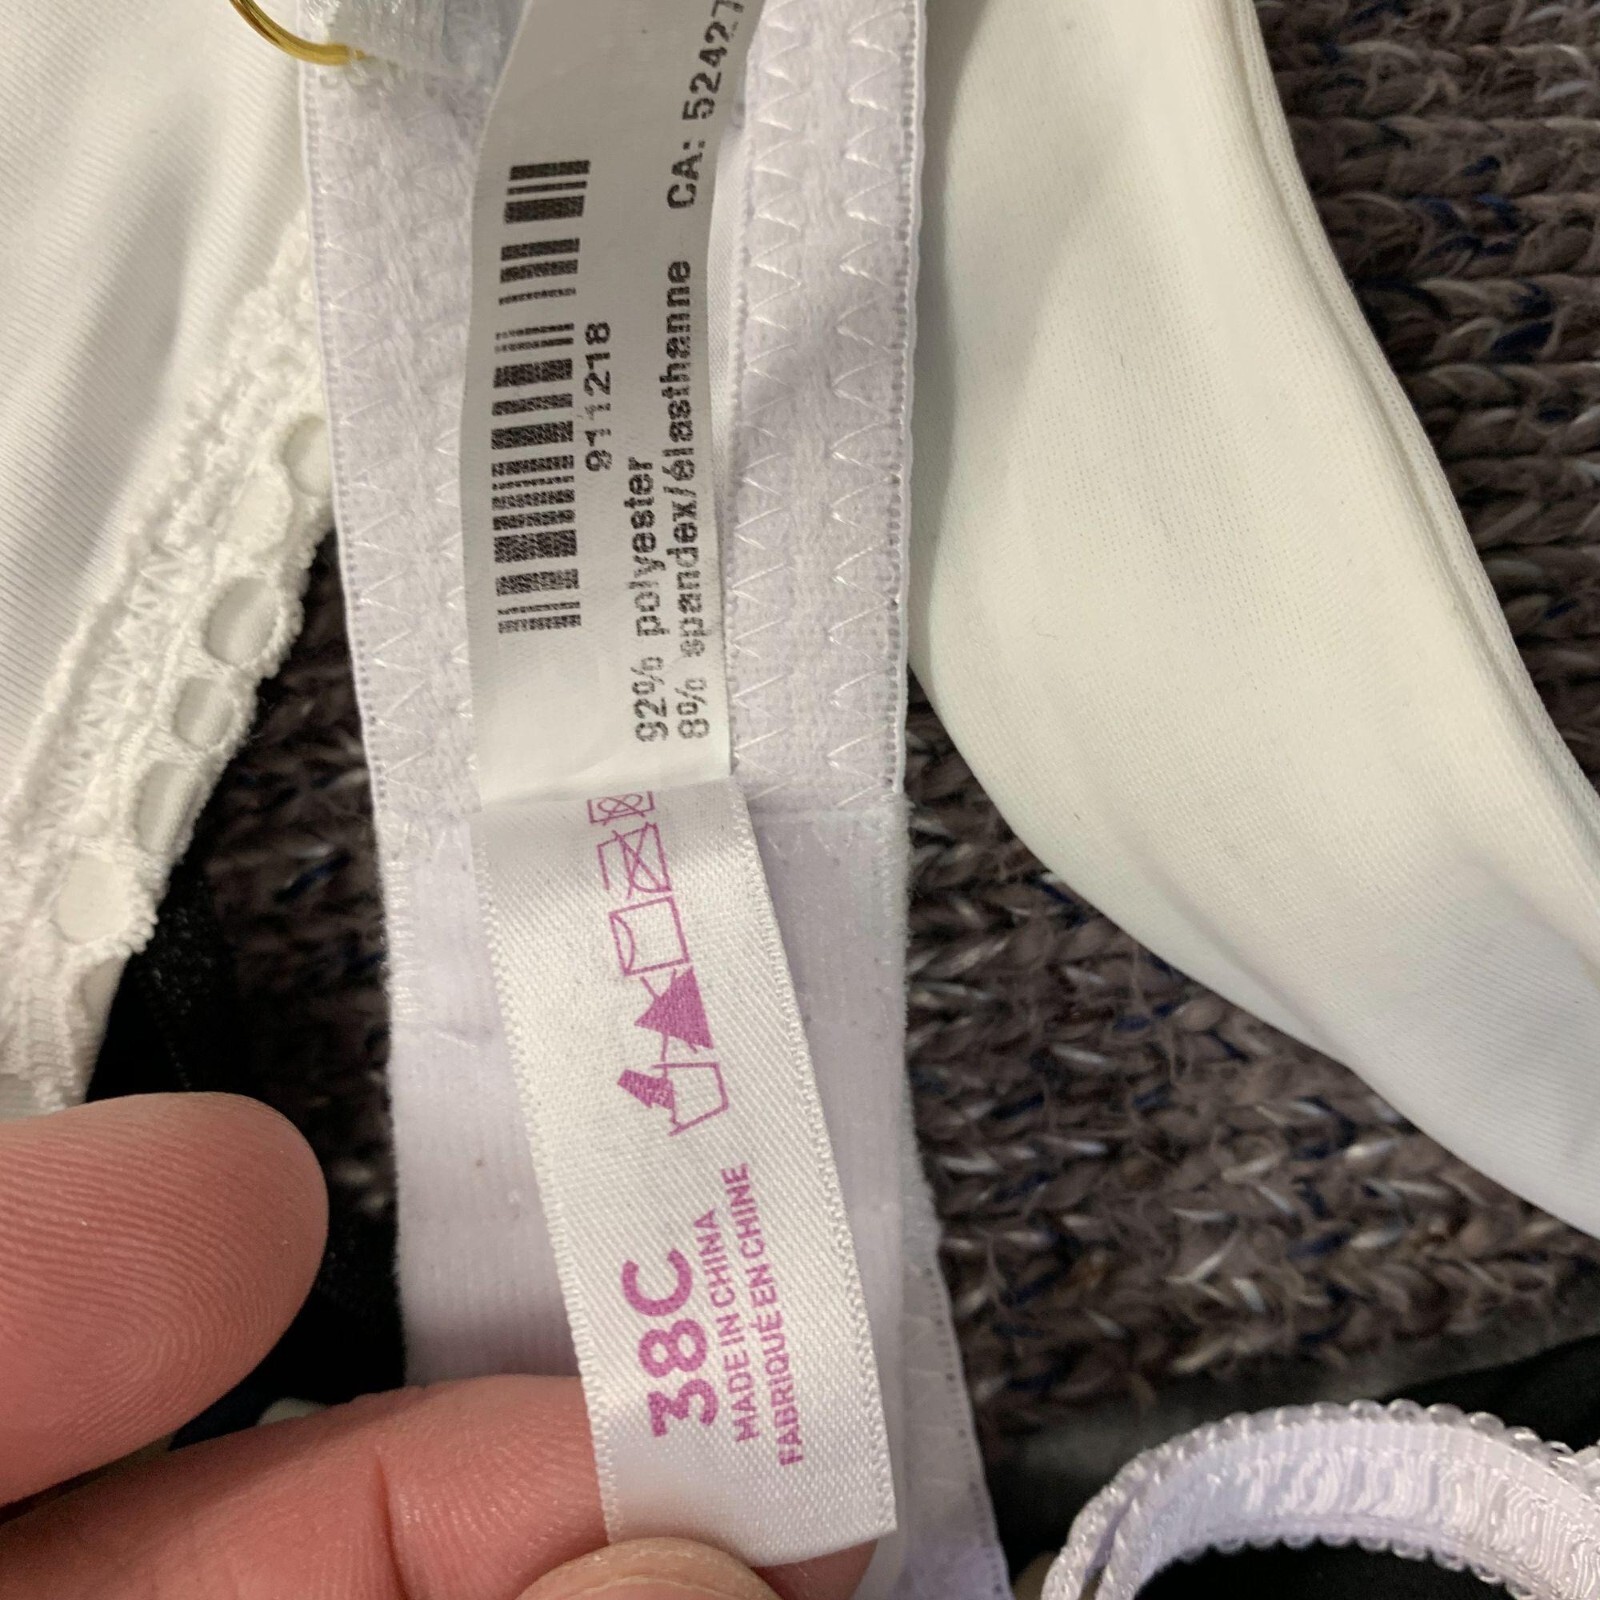 911218
92% polyester
8% spandex/élasthanne
CA: 52427
38C
MADE IN CHINA
FABRIQUÉ EN CHINE